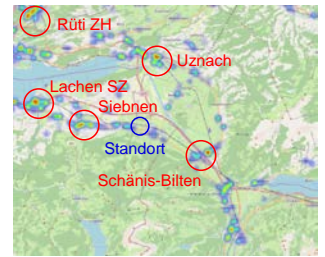 Rüti ZH
Uznach
Lachen SZ
Siebnen
Standort
Schänis-Bilten